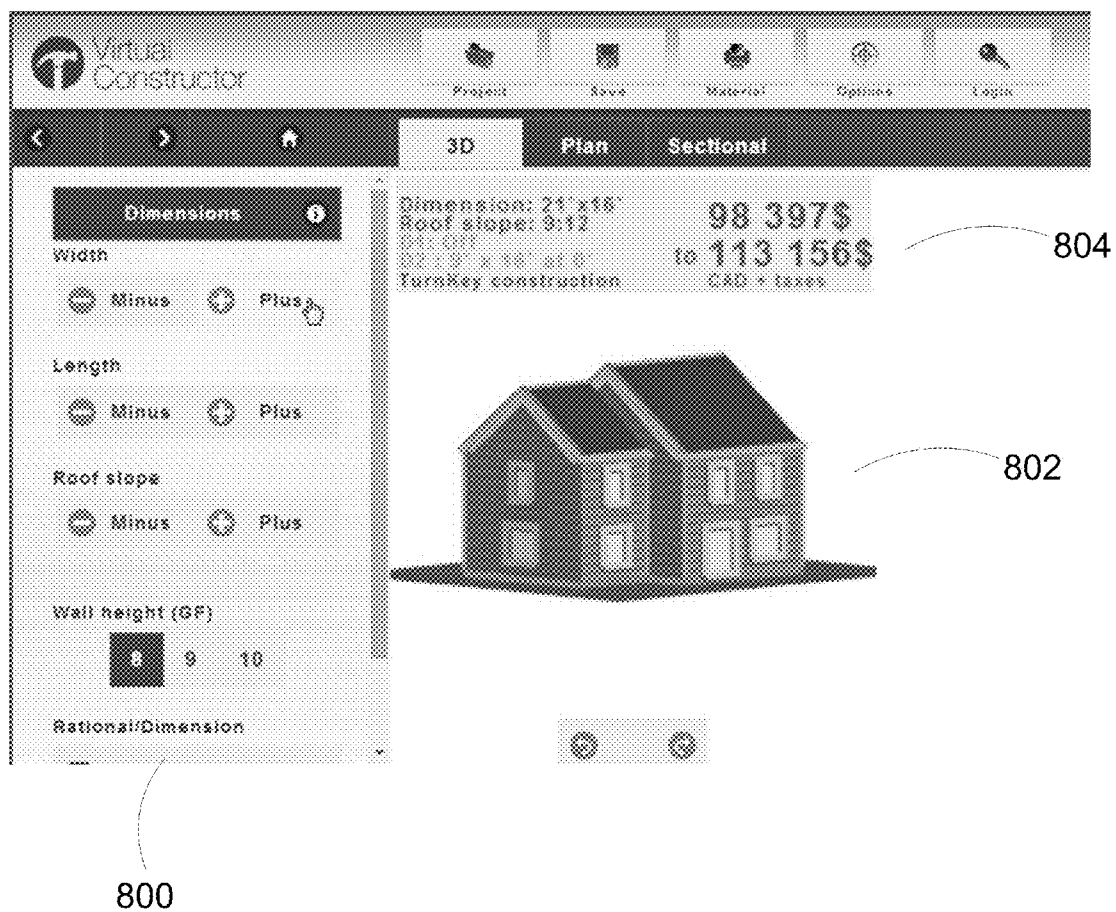 Virtual
Constructor
Project
Save
Material
Options
Login
3D
Plan
Sectional
Dimensions
Width
Minus
Plus
Length
Minus
Plus
Roof slope
Minus
Plus
Wall height (GF)
8
9
10
Rational/Dimension
Dimension: 21'x16'
Roof slope: 9:12
TurnKey construction
98 397$
to 113 156$
CAD + taxes
804
802
800